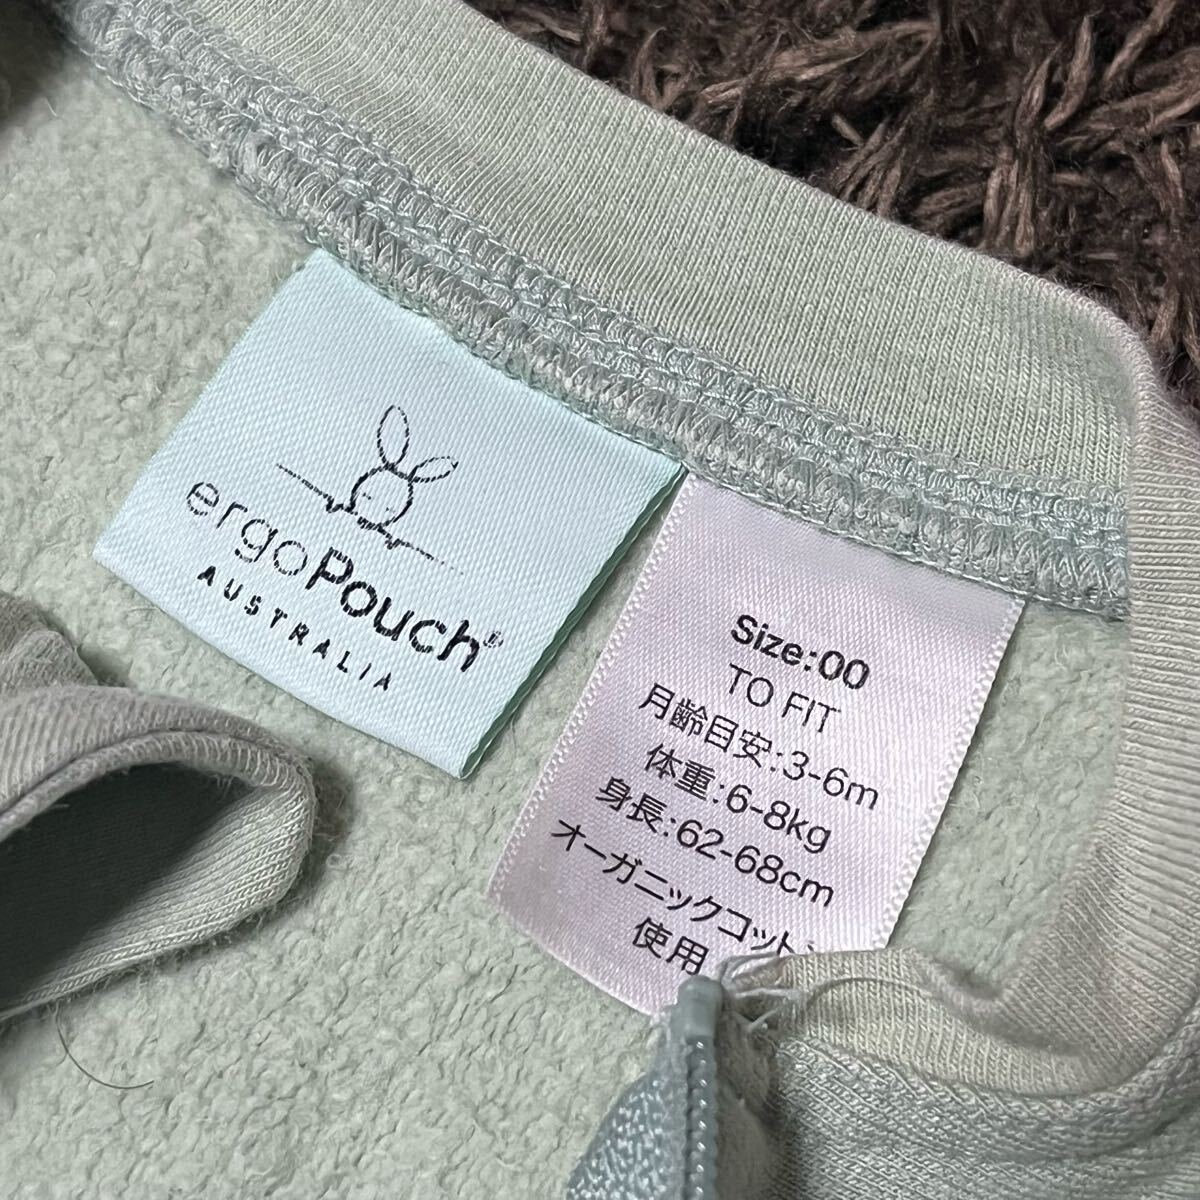 ergoPouch®
AUSTRALIA
Size:00
TO FIT
月齢目安:3-6m
体重:6-8kg
身長:62-68cm
オーガニックコット
使用